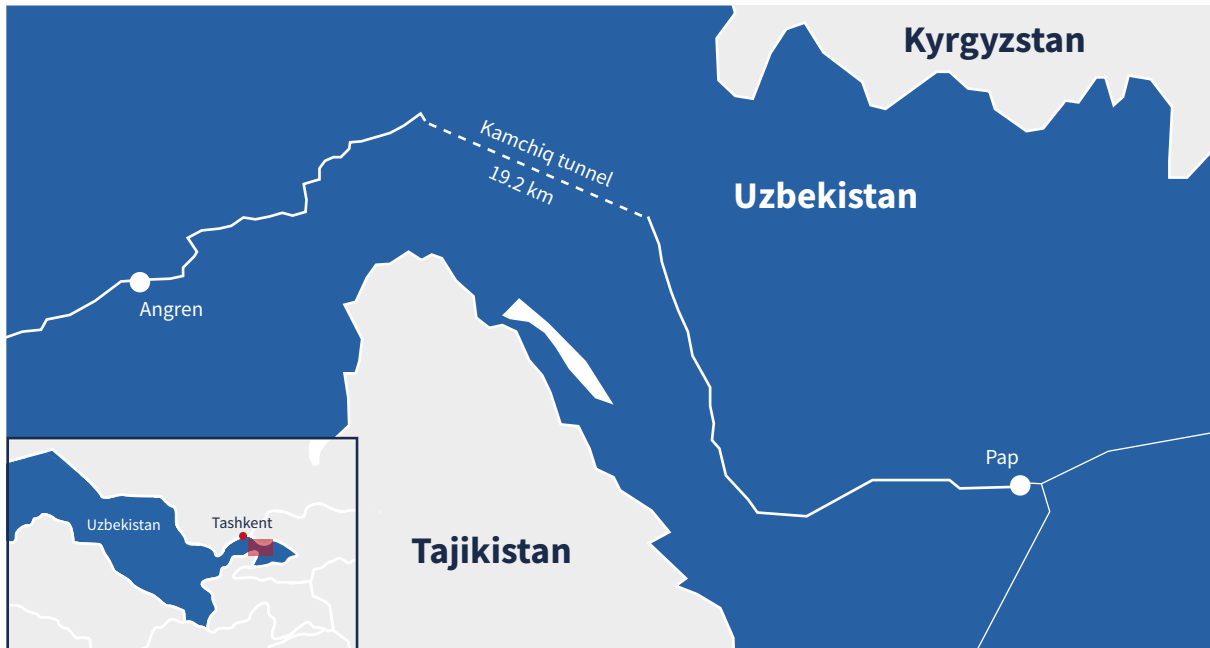 Kyrgyzstan
Kamchiq tunnel
19.2 km
Uzbekistan
Angren
Pap
Tajikistan
Uzbekistan
Tashkent